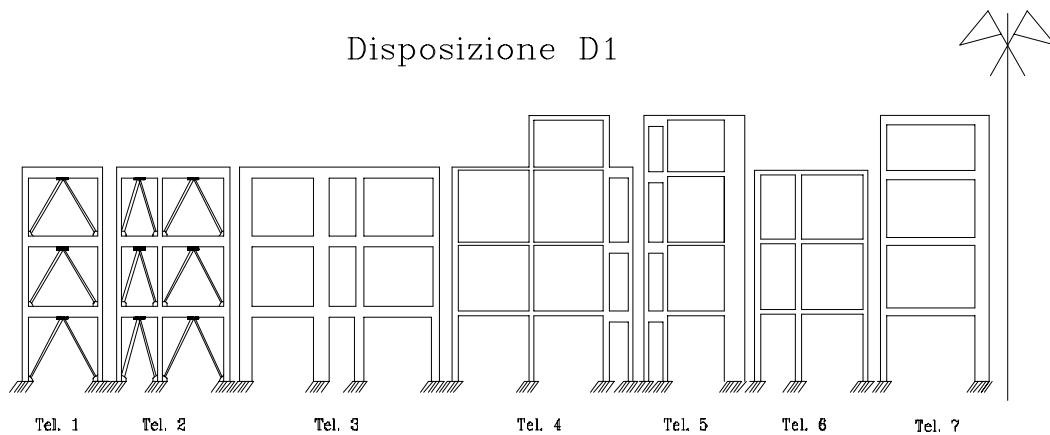 Disposizione D1
Tel. 1
Tel. 2
Tel. 3
Tel. 4
Tel. 5
Tel. 6
Tel. 7